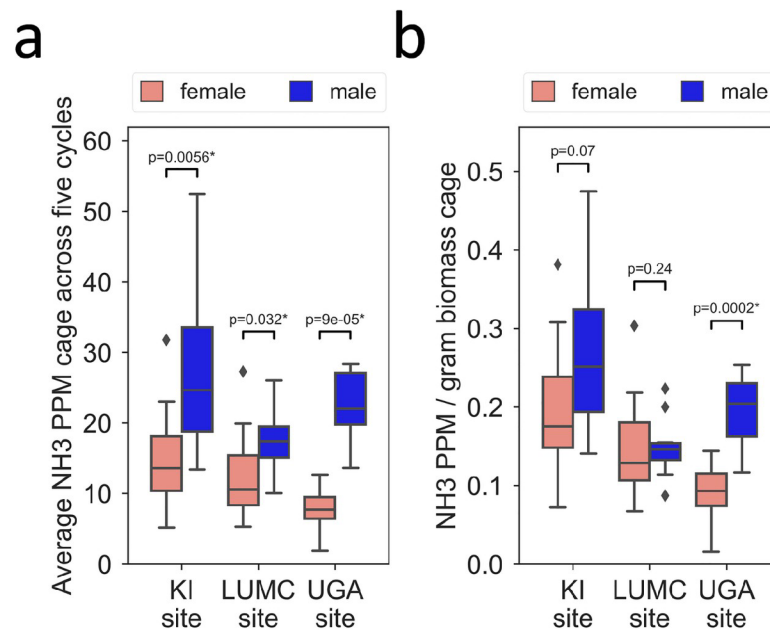 a
female male
Average NH3 PPM cage across five cycles
60
50
40
30
20
10
0
p=0.0056*
p=0.032*
p=9e-05*
KI site
LUMC site
UGA site
b
female male
NH3 PPM / gram biomass cage
0.5
0.4
0.3
0.2
0.1
0.0
p=0.07
p=0.24
p=0.0002*
KI site
LUMC site
UGA site